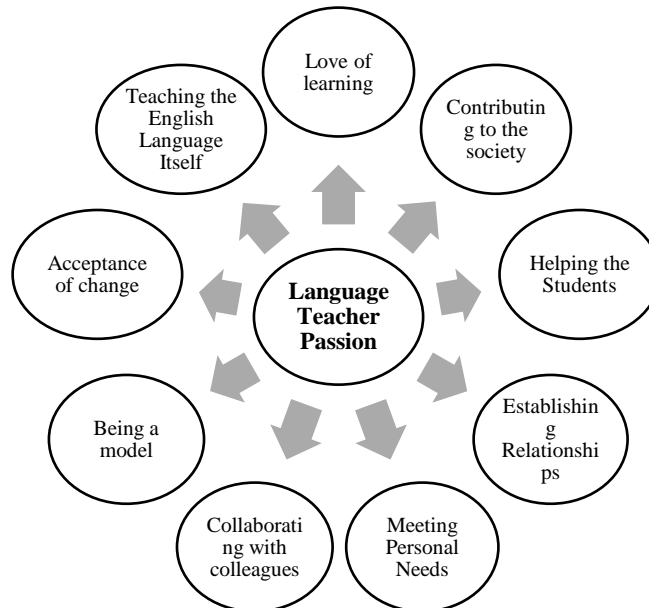 Love of
learning
Contributin
g to the
society
Helping the
Students
Establishin
g
Relationshi
ps
Meeting
Personal
Needs
Collaborati
ng with
colleagues
Being a
model
Acceptance
of change
Teaching the
English
Language
Itself
Language
Teacher
Passion